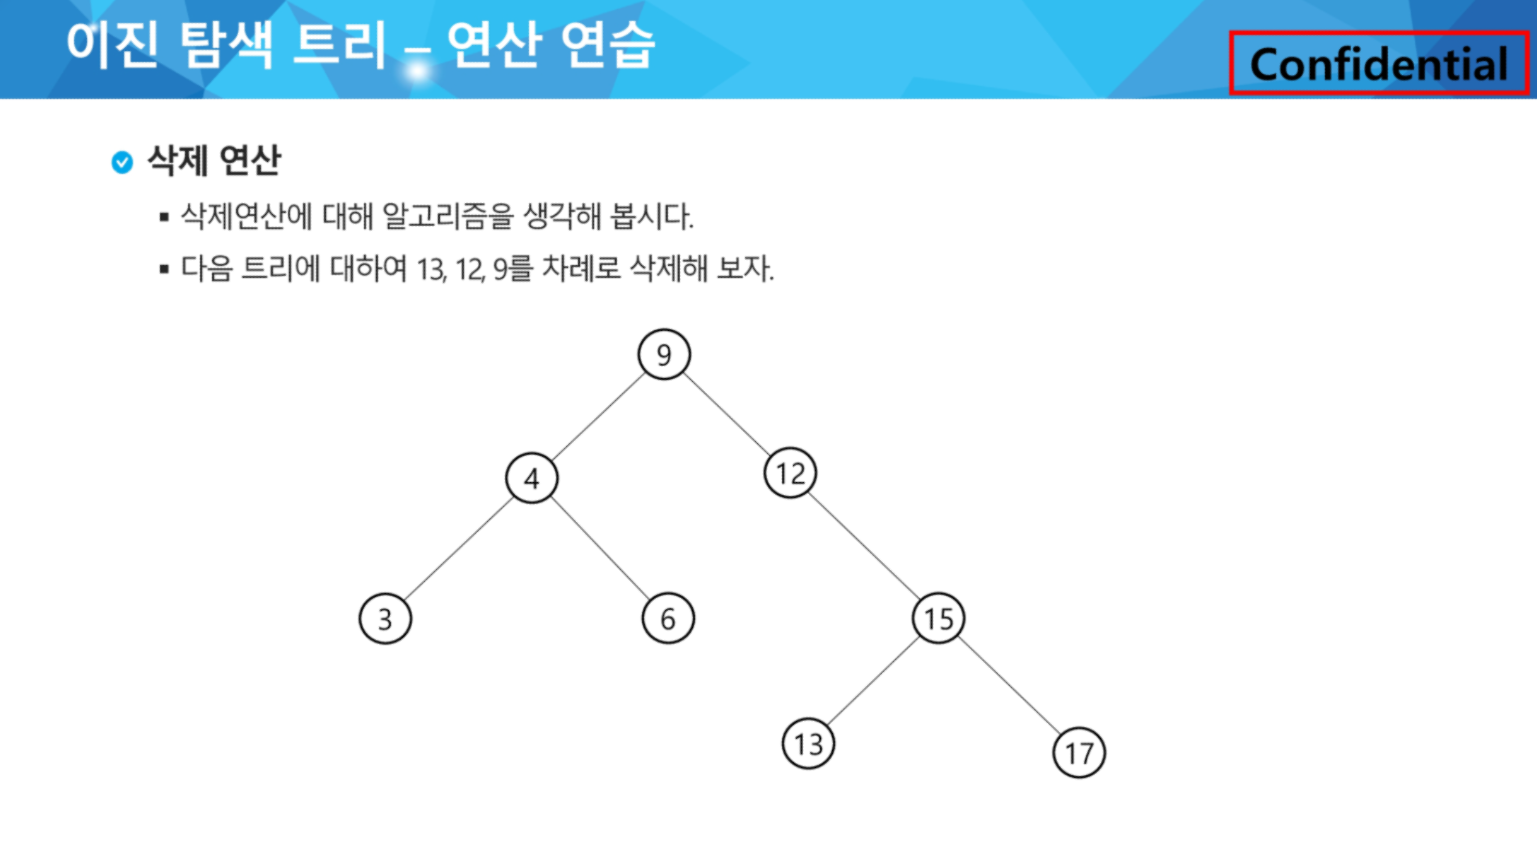 이진 탐색 트리 – 연산 연습
Confidential
삭제 연산
▪ 삭제연산에 대해 알고리즘을 생각해 봅시다.
▪ 다음 트리에 대하여 13, 12, 9를 차례로 삭제해 보자.
9
4
12
3
6
15
13
17